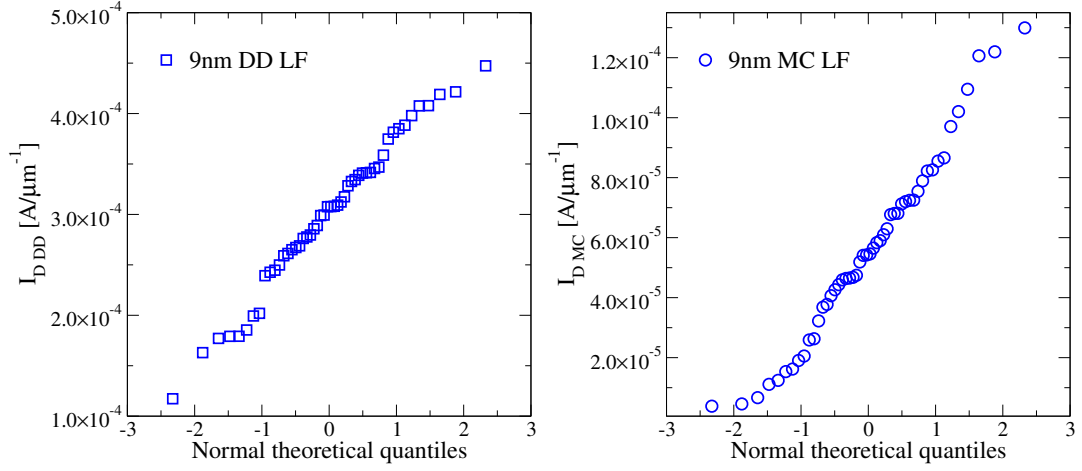 5.0×10⁻⁴
4.0×10⁻⁴
3.0×10⁻⁴
2.0×10⁻⁴
1.0×10⁻⁴
I_D DD [A/μm⁻¹]
9nm DD LF
-3 -2 -1 0 1 2 3
Normal theoretical quantiles
1.2×10⁻⁴
1.0×10⁻⁴
8.0×10⁻⁵
6.0×10⁻⁵
4.0×10⁻⁵
2.0×10⁻⁵
I_D MC [A/μm⁻¹]
9nm MC LF
-3 -2 -1 0 1 2 3
Normal theoretical quantiles